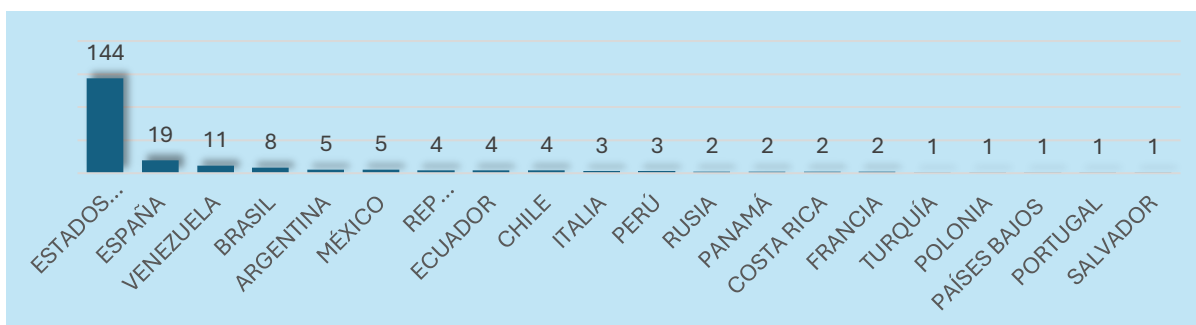 144
19
11
8
5
5
4
4
4
3
3
2
2
2
2
1
1
1
1
1
ESTADOS...
ESPAÑA
VENEZUELA
BRASIL
ARGENTINA
MÉXICO
REP...
ECUADOR
CHILE
ITALIA
PERÚ
RUSIA
PANAMÁ
COSTA RICA
FRANCIA
TURQUÍA
POLONIA
PAÍSES BAJOS
PORTUGAL
SALVADOR